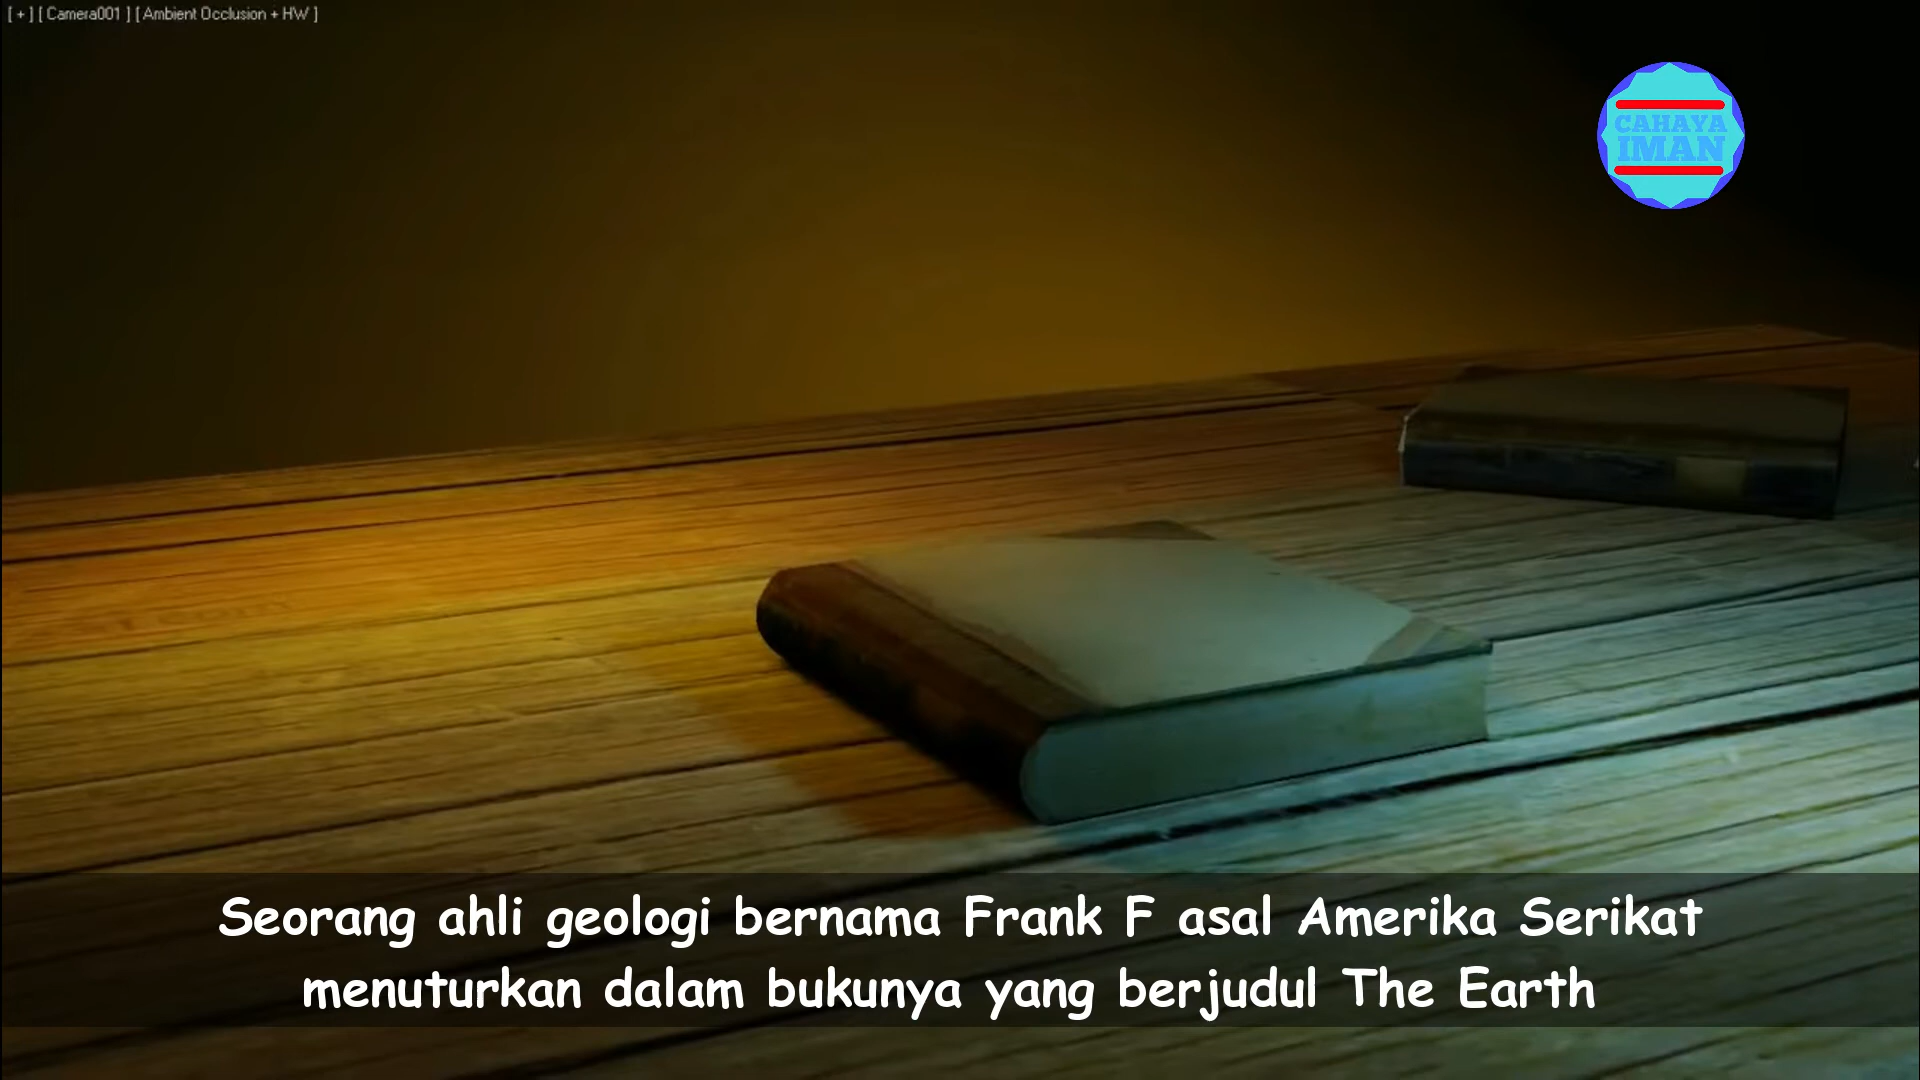 [ + ] [ Camera001 ] [ Ambient Occlusion + HW ]
CAHAYA
IMAN
Seorang ahli geologi bernama Frank F asal Amerika Serikat
menuturkan dalam bukunya yang berjudul The Earth